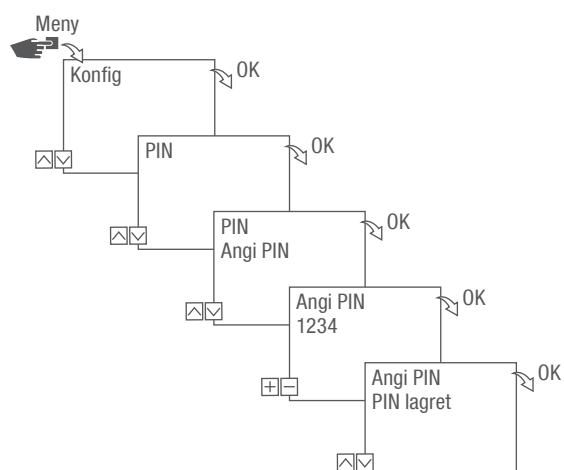 Meny
Konfig
OK
PIN
OK
PIN
Angi PIN
OK
Angi PIN
1234
OK
Angi PIN
PIN lagret
OK